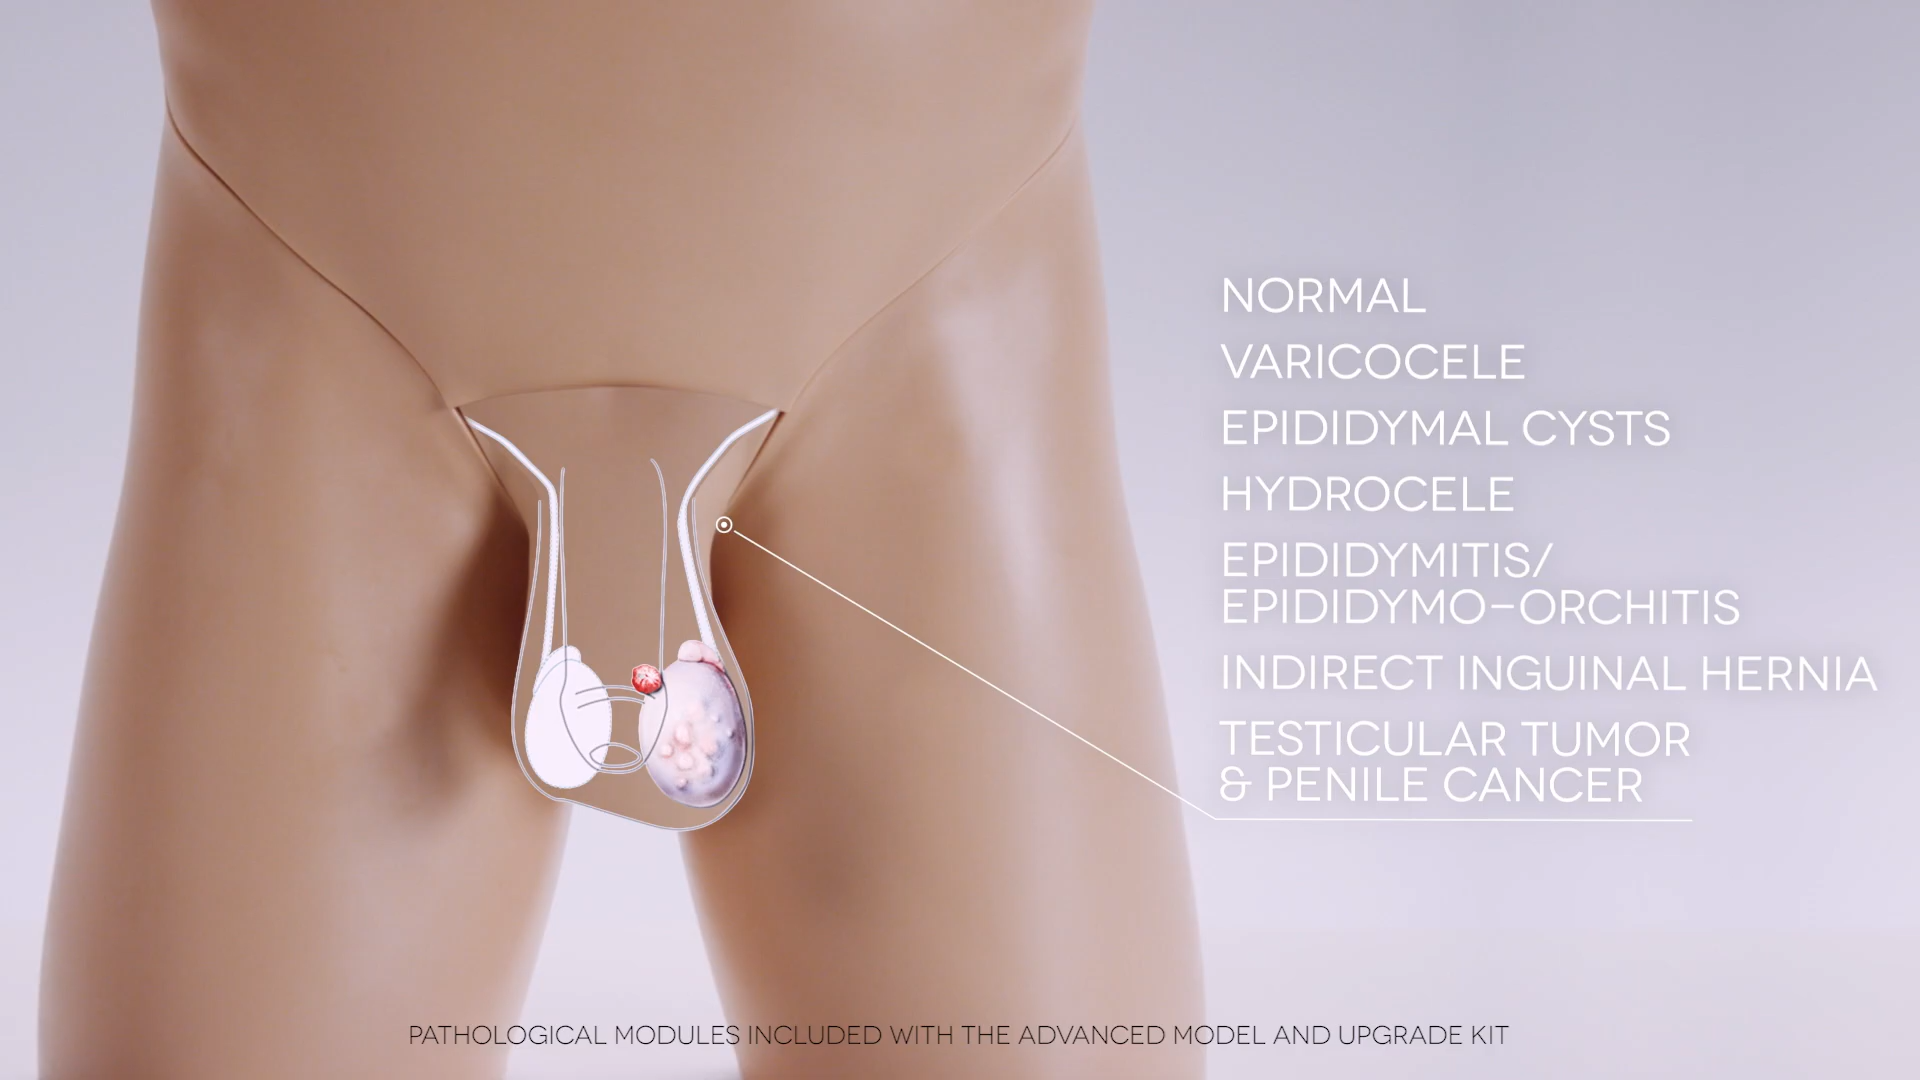 NORMAL
VARICOCELE
EPIDIDYMAL CYSTS
HYDROCELE
EPIDIDYMITIS/
EPIDIDYMO-ORCHITIS
INDIRECT INGUINAL HERNIA
TESTICULAR TUMOR
& PENILE CANCER
PATHOLOGICAL MODULES INCLUDED WITH THE ADVANCED MODEL AND UPGRADE KIT